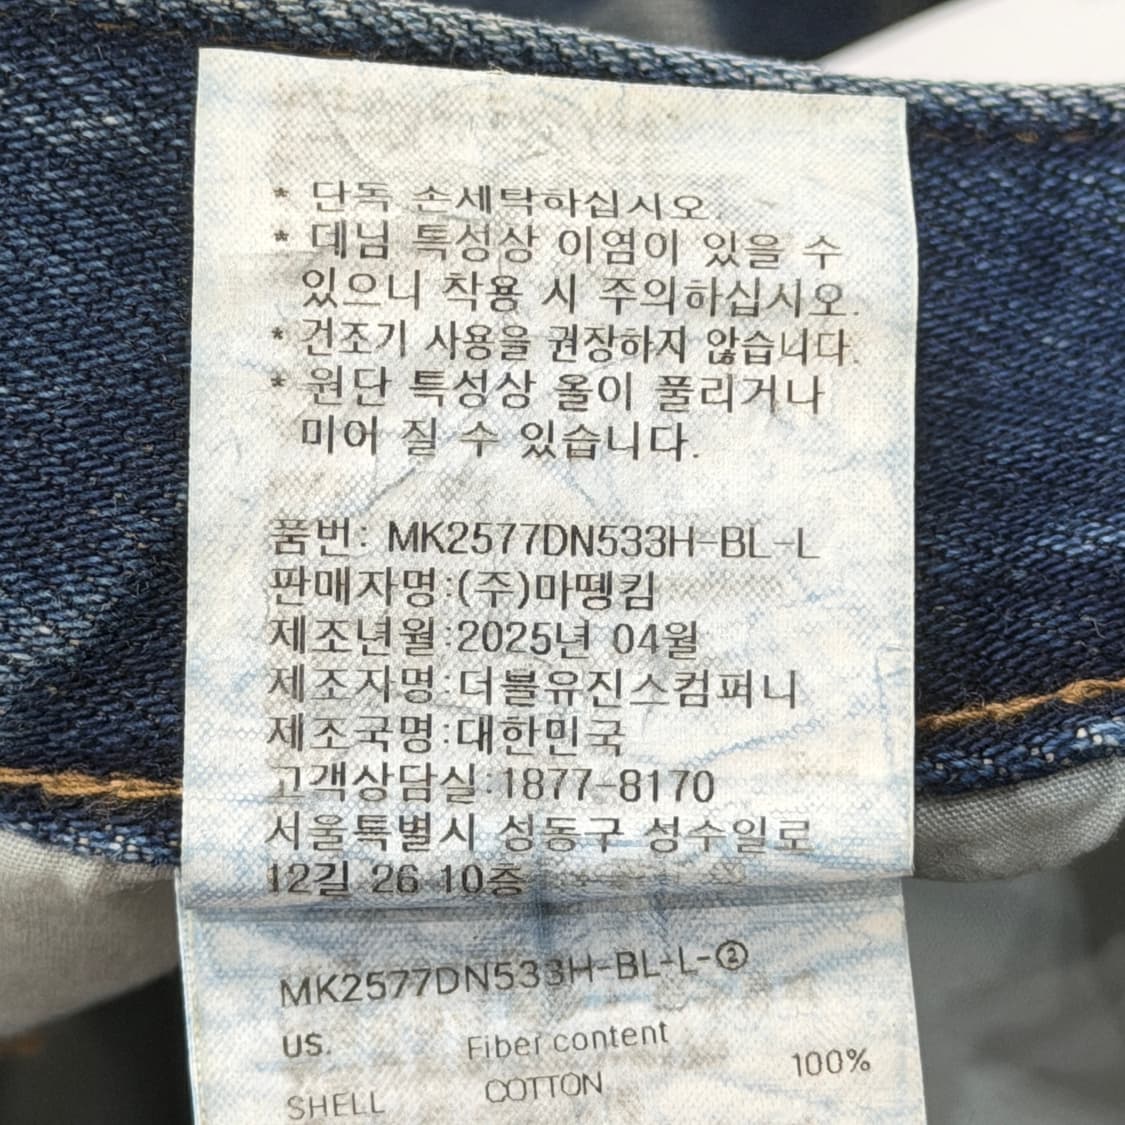 * 단독 손세탁하십시오.
* 데님 특성상 이염이 있을 수
있으니 착용 시 주의하십시오.
* 건조기 사용을 권장하지 않습니다.
* 원단 특성상 올이 풀리거나
미어 질 수 있습니다.
품번: MK2577DN533H-BL-L
판매자명:(주)마뗑킴
제조년월:2025년 04월
제조자명:더블유진스컴퍼니
제조국명:대한민국
고객상담실:1877-8170
서울특별시 성동구 성수일로
12길 26 10층
MK2577DN533H-BL-L-②
US. Fiber content
SHELL COTTON 100%